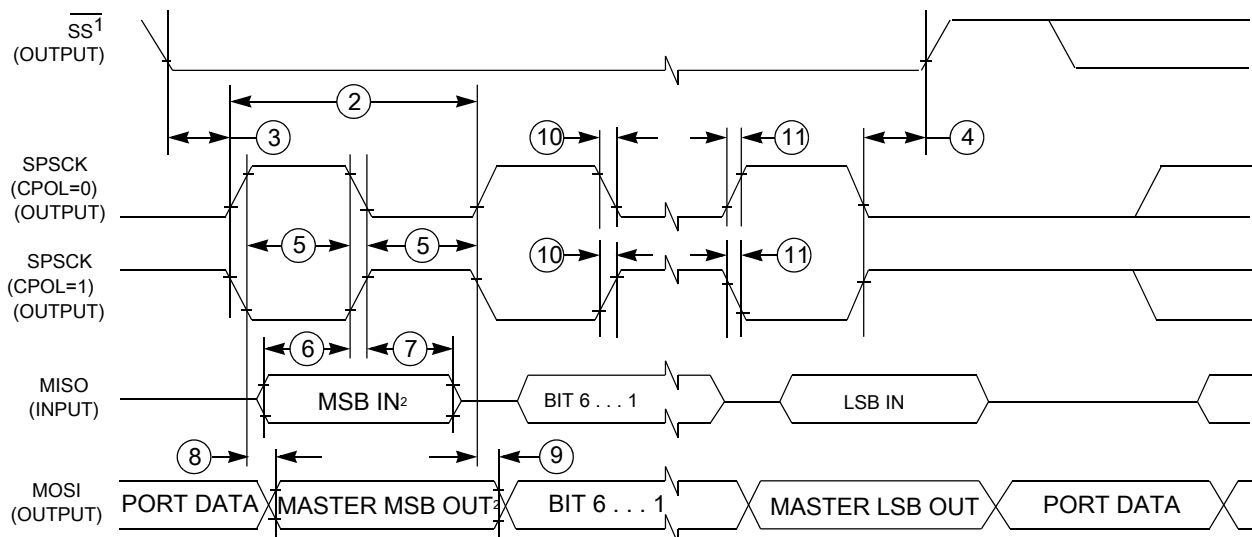 SS1
(OUTPUT)
2
3
10
11
4
SPSCK
(CPOL=0)
(OUTPUT)
5
5
SPSCK
(CPOL=1)
(OUTPUT)
10
11
6
7
MISO
(INPUT)
MSB IN2
BIT 6 . . . 1
LSB IN
8
9
MOSI
(OUTPUT)
PORT DATA
MASTER MSB OUT2
BIT 6 . . . 1
MASTER LSB OUT
PORT DATA